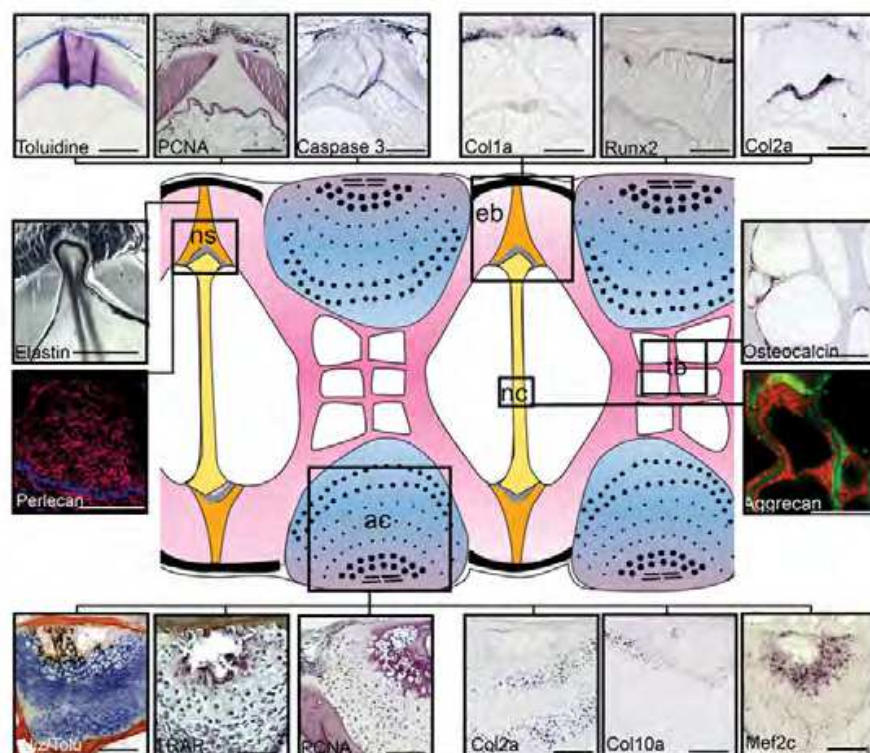 Toluidine
PCNA
Caspase 3
Col1a
Runx2
Col2a
ns
eb
Elastin
Osteocalcin
tb
nc
Perlecan
Aggrecan
ac
TRAP
PCNA
Col2a
Col10a
Mef2c